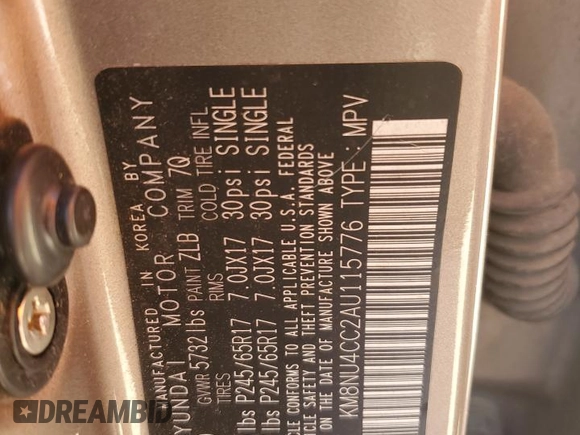 MANUFACTURED IN KOREA BY
HYUNDAI MOTOR COMPANY
GVWR 5732 lbs PAINT ZLB TRIM 7Q
TIRES RIMS COLD TIRE INFL
lbs P245/65R17 7.0JX17 30psi SINGLE
lbs P245/65R17 7.0JX17 30psi SINGLE
VEHICLE CONFORMS TO ALL APPLICABLE U.S.A. FEDERAL
VEHICLE SAFETY AND THEFT PREVENTION STANDARDS
ON THE DATE OF MANUFACTURE SHOWN ABOVE
KM8NU4CC2AU115776 TYPE : MPV
DREAMBID